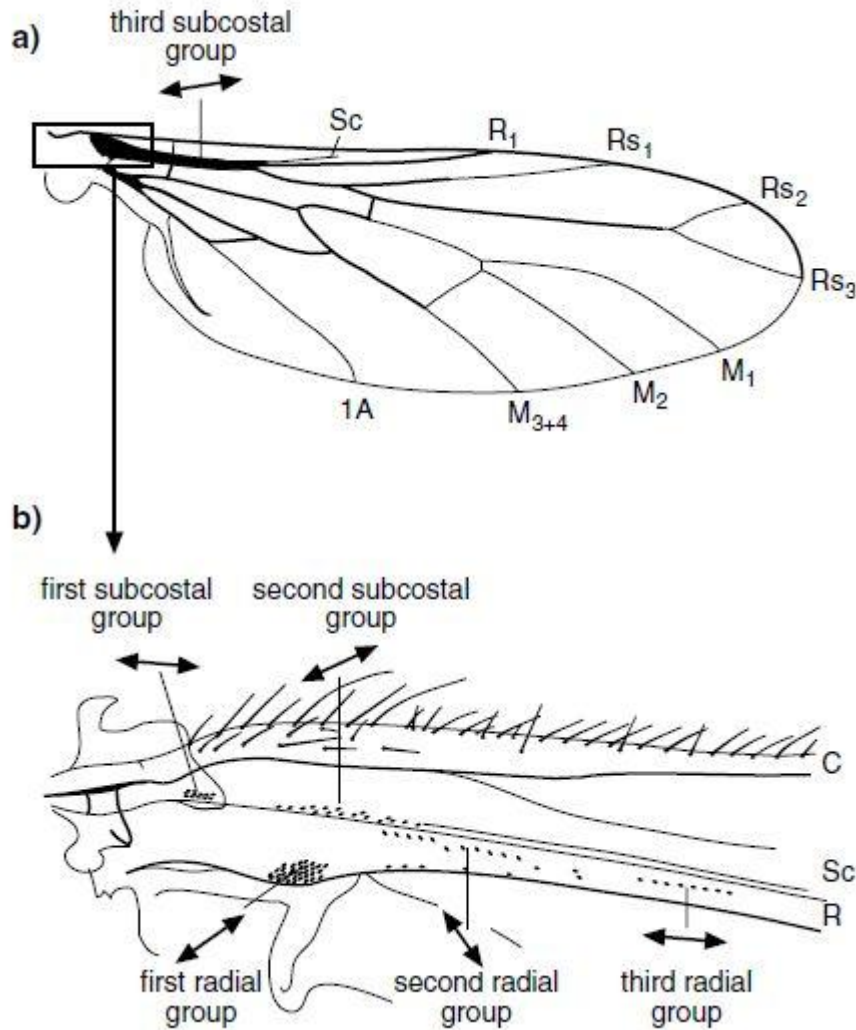 a)
third subcostal
group
Sc
R1
Rs1
Rs2
Rs3
M1
M2
M3+4
1A
b)
first subcostal
group
second subcostal
group
C
Sc
R
first radial
group
second radial
group
third radial
group